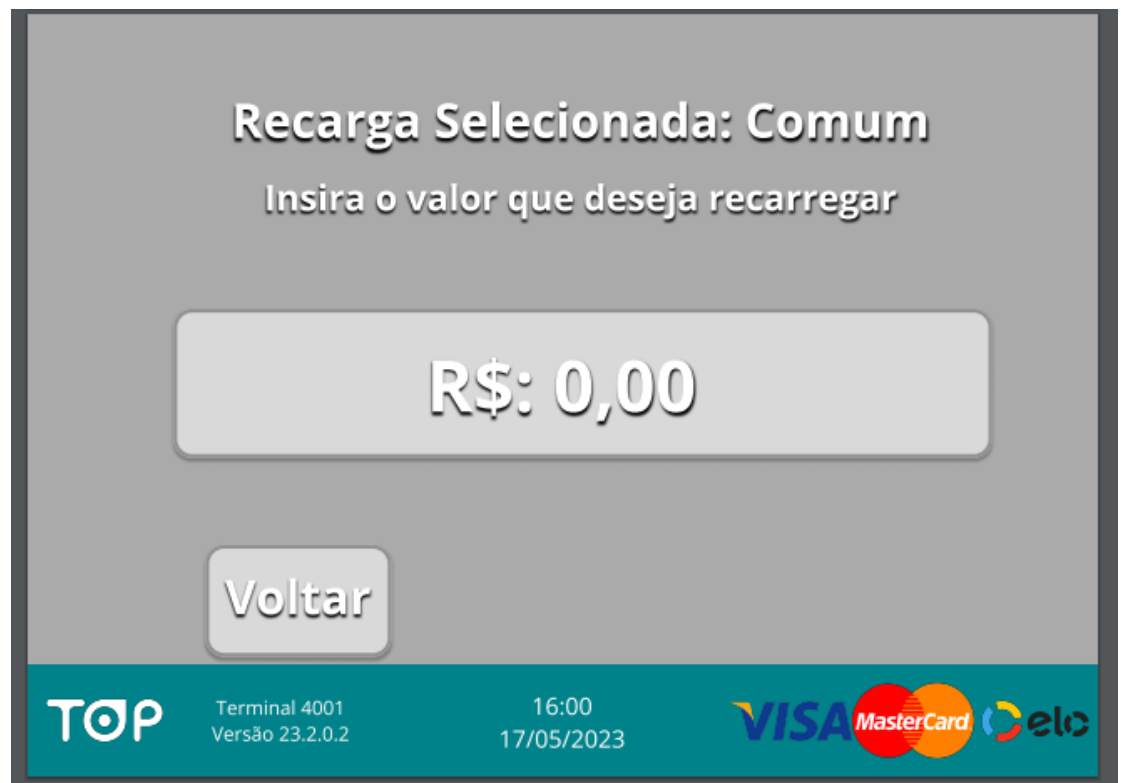 Recarga Selecionada: Comum
Insira o valor que deseja recarregar
R$: 0,00
Voltar
TOP
Terminal 4001
Versão 23.2.0.2
16:00
17/05/2023
VISA
MasterCard
elo